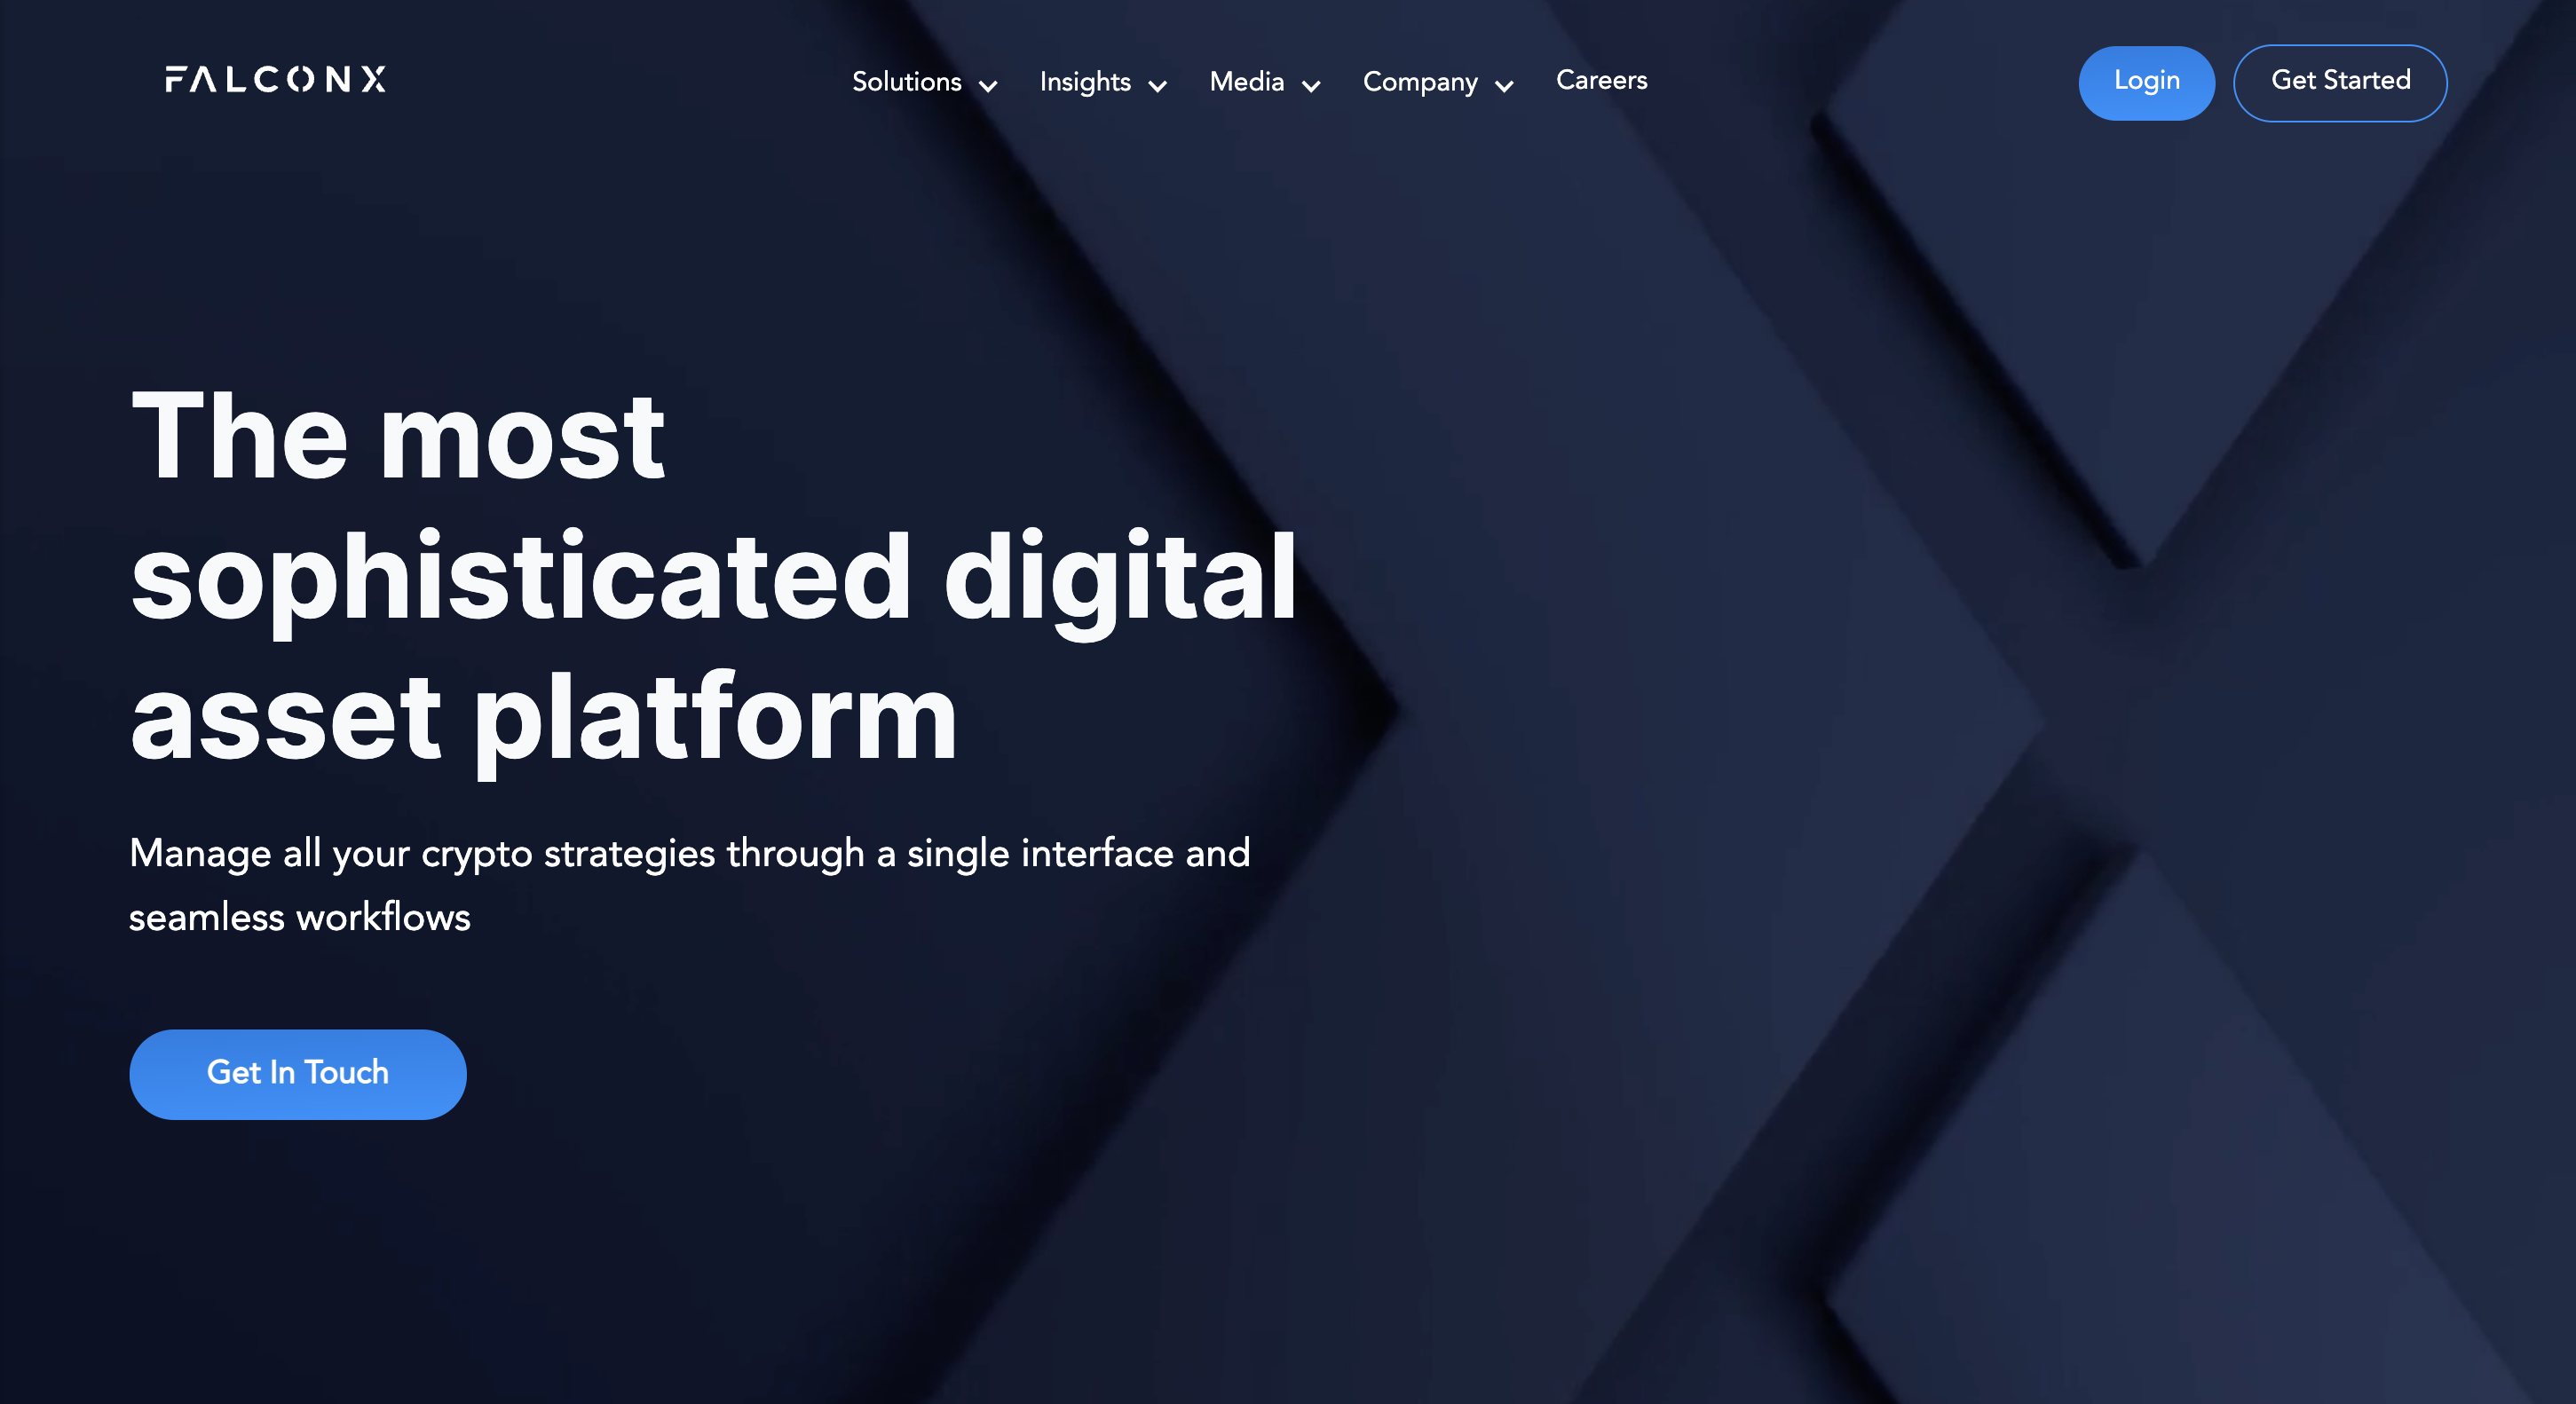 FALCONX
Solutions
Insights
Media
Company
Careers
Login
Get Started
The most
sophisticated digital
asset platform
Manage all your crypto strategies through a single interface and
seamless workflows
Get In Touch